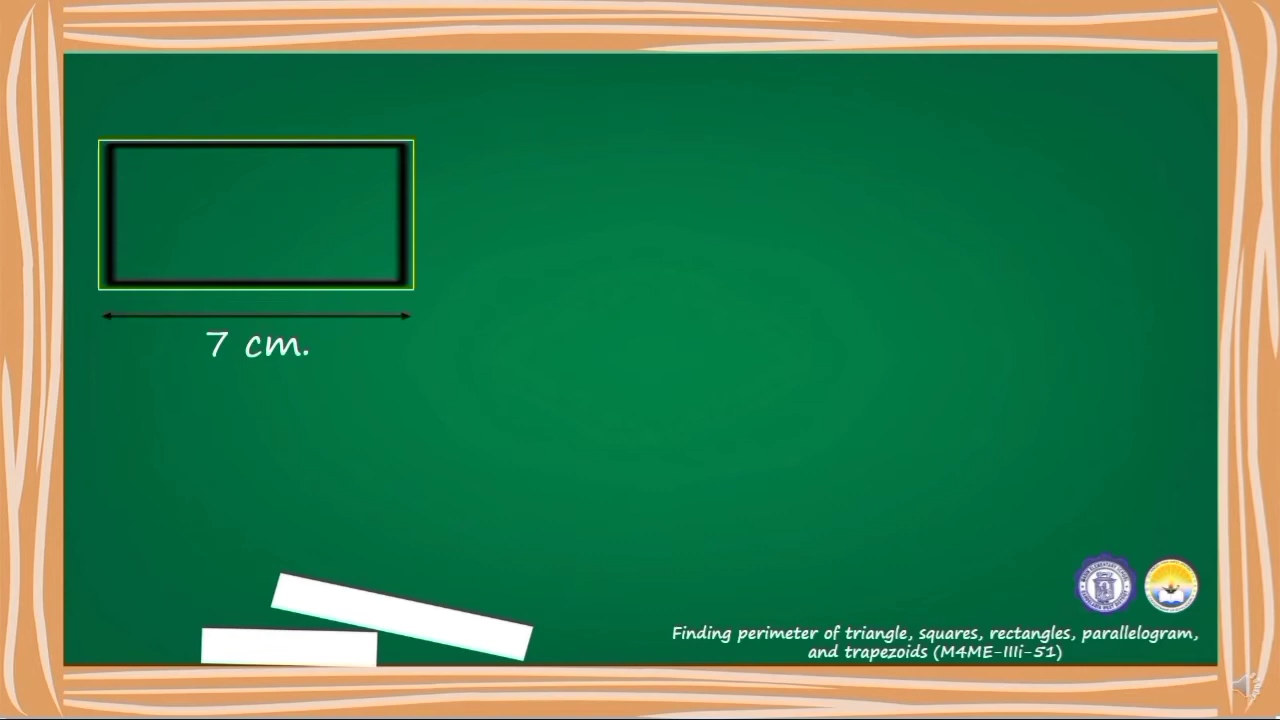 7 cm.
Finding perimeter of triangle, squares, rectangles, parallelogram,
and trapezoids (M4ME-IIIi-51)